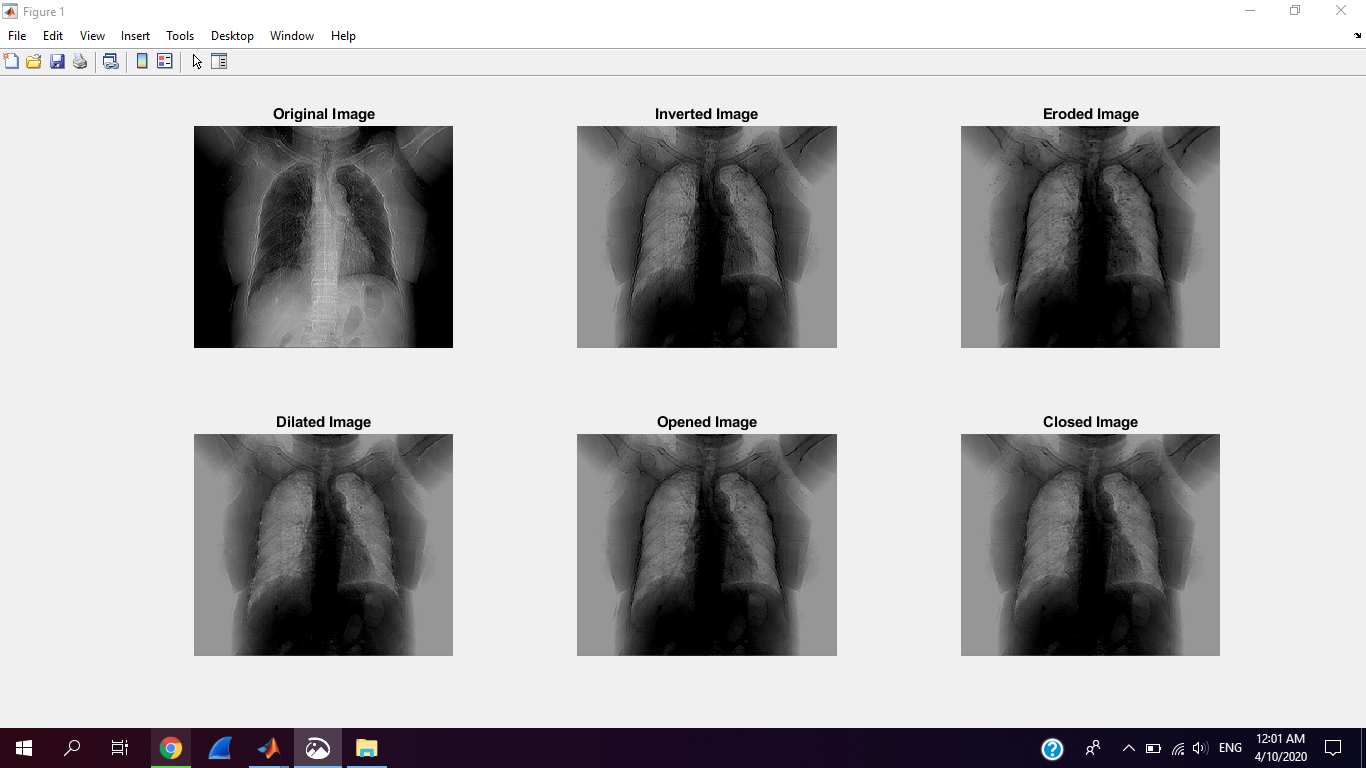 Figure 1
File Edit View Insert Tools Desktop Window Help
Original Image
Inverted Image
Eroded Image
Dilated Image
Opened Image
Closed Image
ENG
12:01 AM
4/10/2020